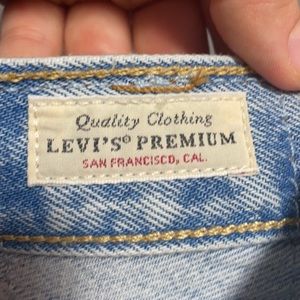 Quality Clothing
LEVI'S® PREMIUM
SAN FRANCISCO, CAL.